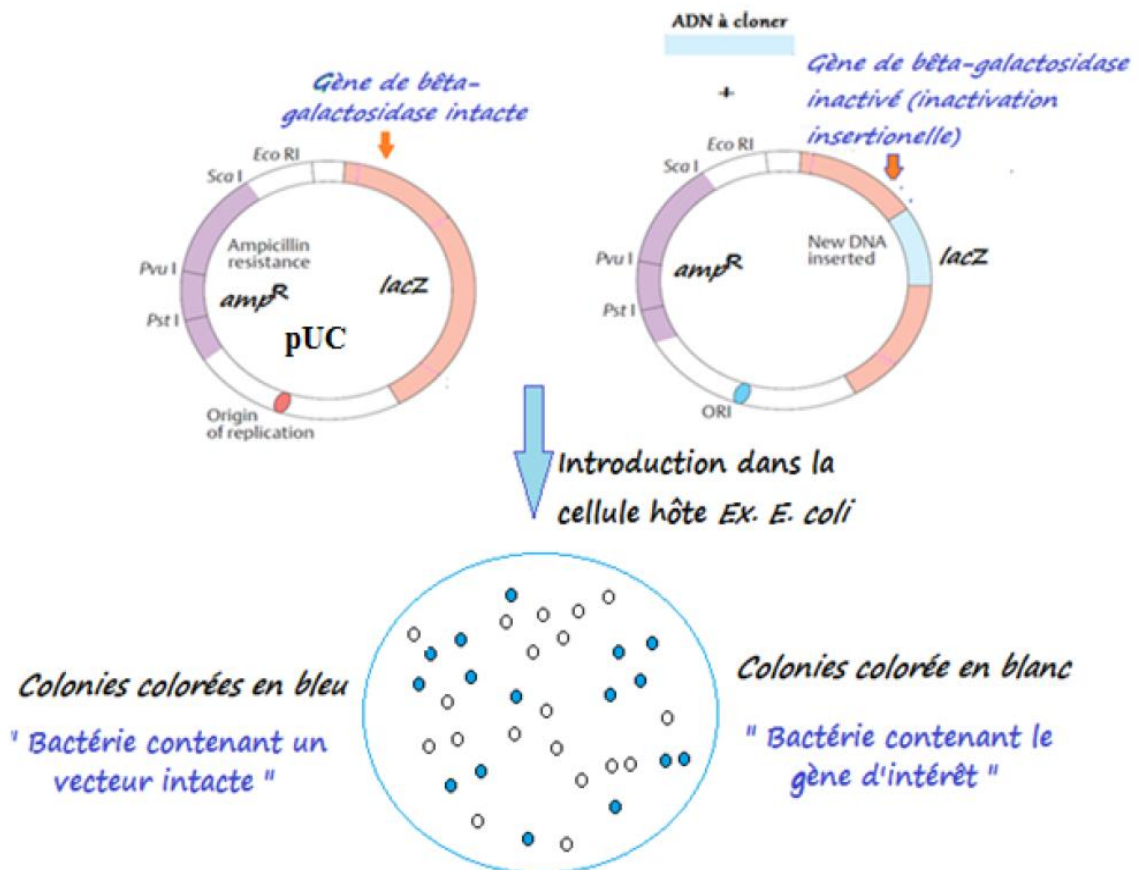 ADN à cloner
+
Gène de bêta-
galactosidase intacte
Gène de bêta-galactosidase
inactivé (inactivation
insertionelle)
Eco RI
Sca I
Ampicillin
resistance
Pvu I
amp^R
lacZ
Pst I
pUC
Origin
of replication
Eco RI
Sca I
New DNA
inserted
lacZ
Pvu I
amp^R
Pst I
ORI
Introduction dans la
cellule hôte Ex. E. coli
Colonies colorées en bleu
" Bactérie contenant un
vecteur intacte "
Colonies colorée en blanc
" Bactérie contenant le
gène d'intérêt "